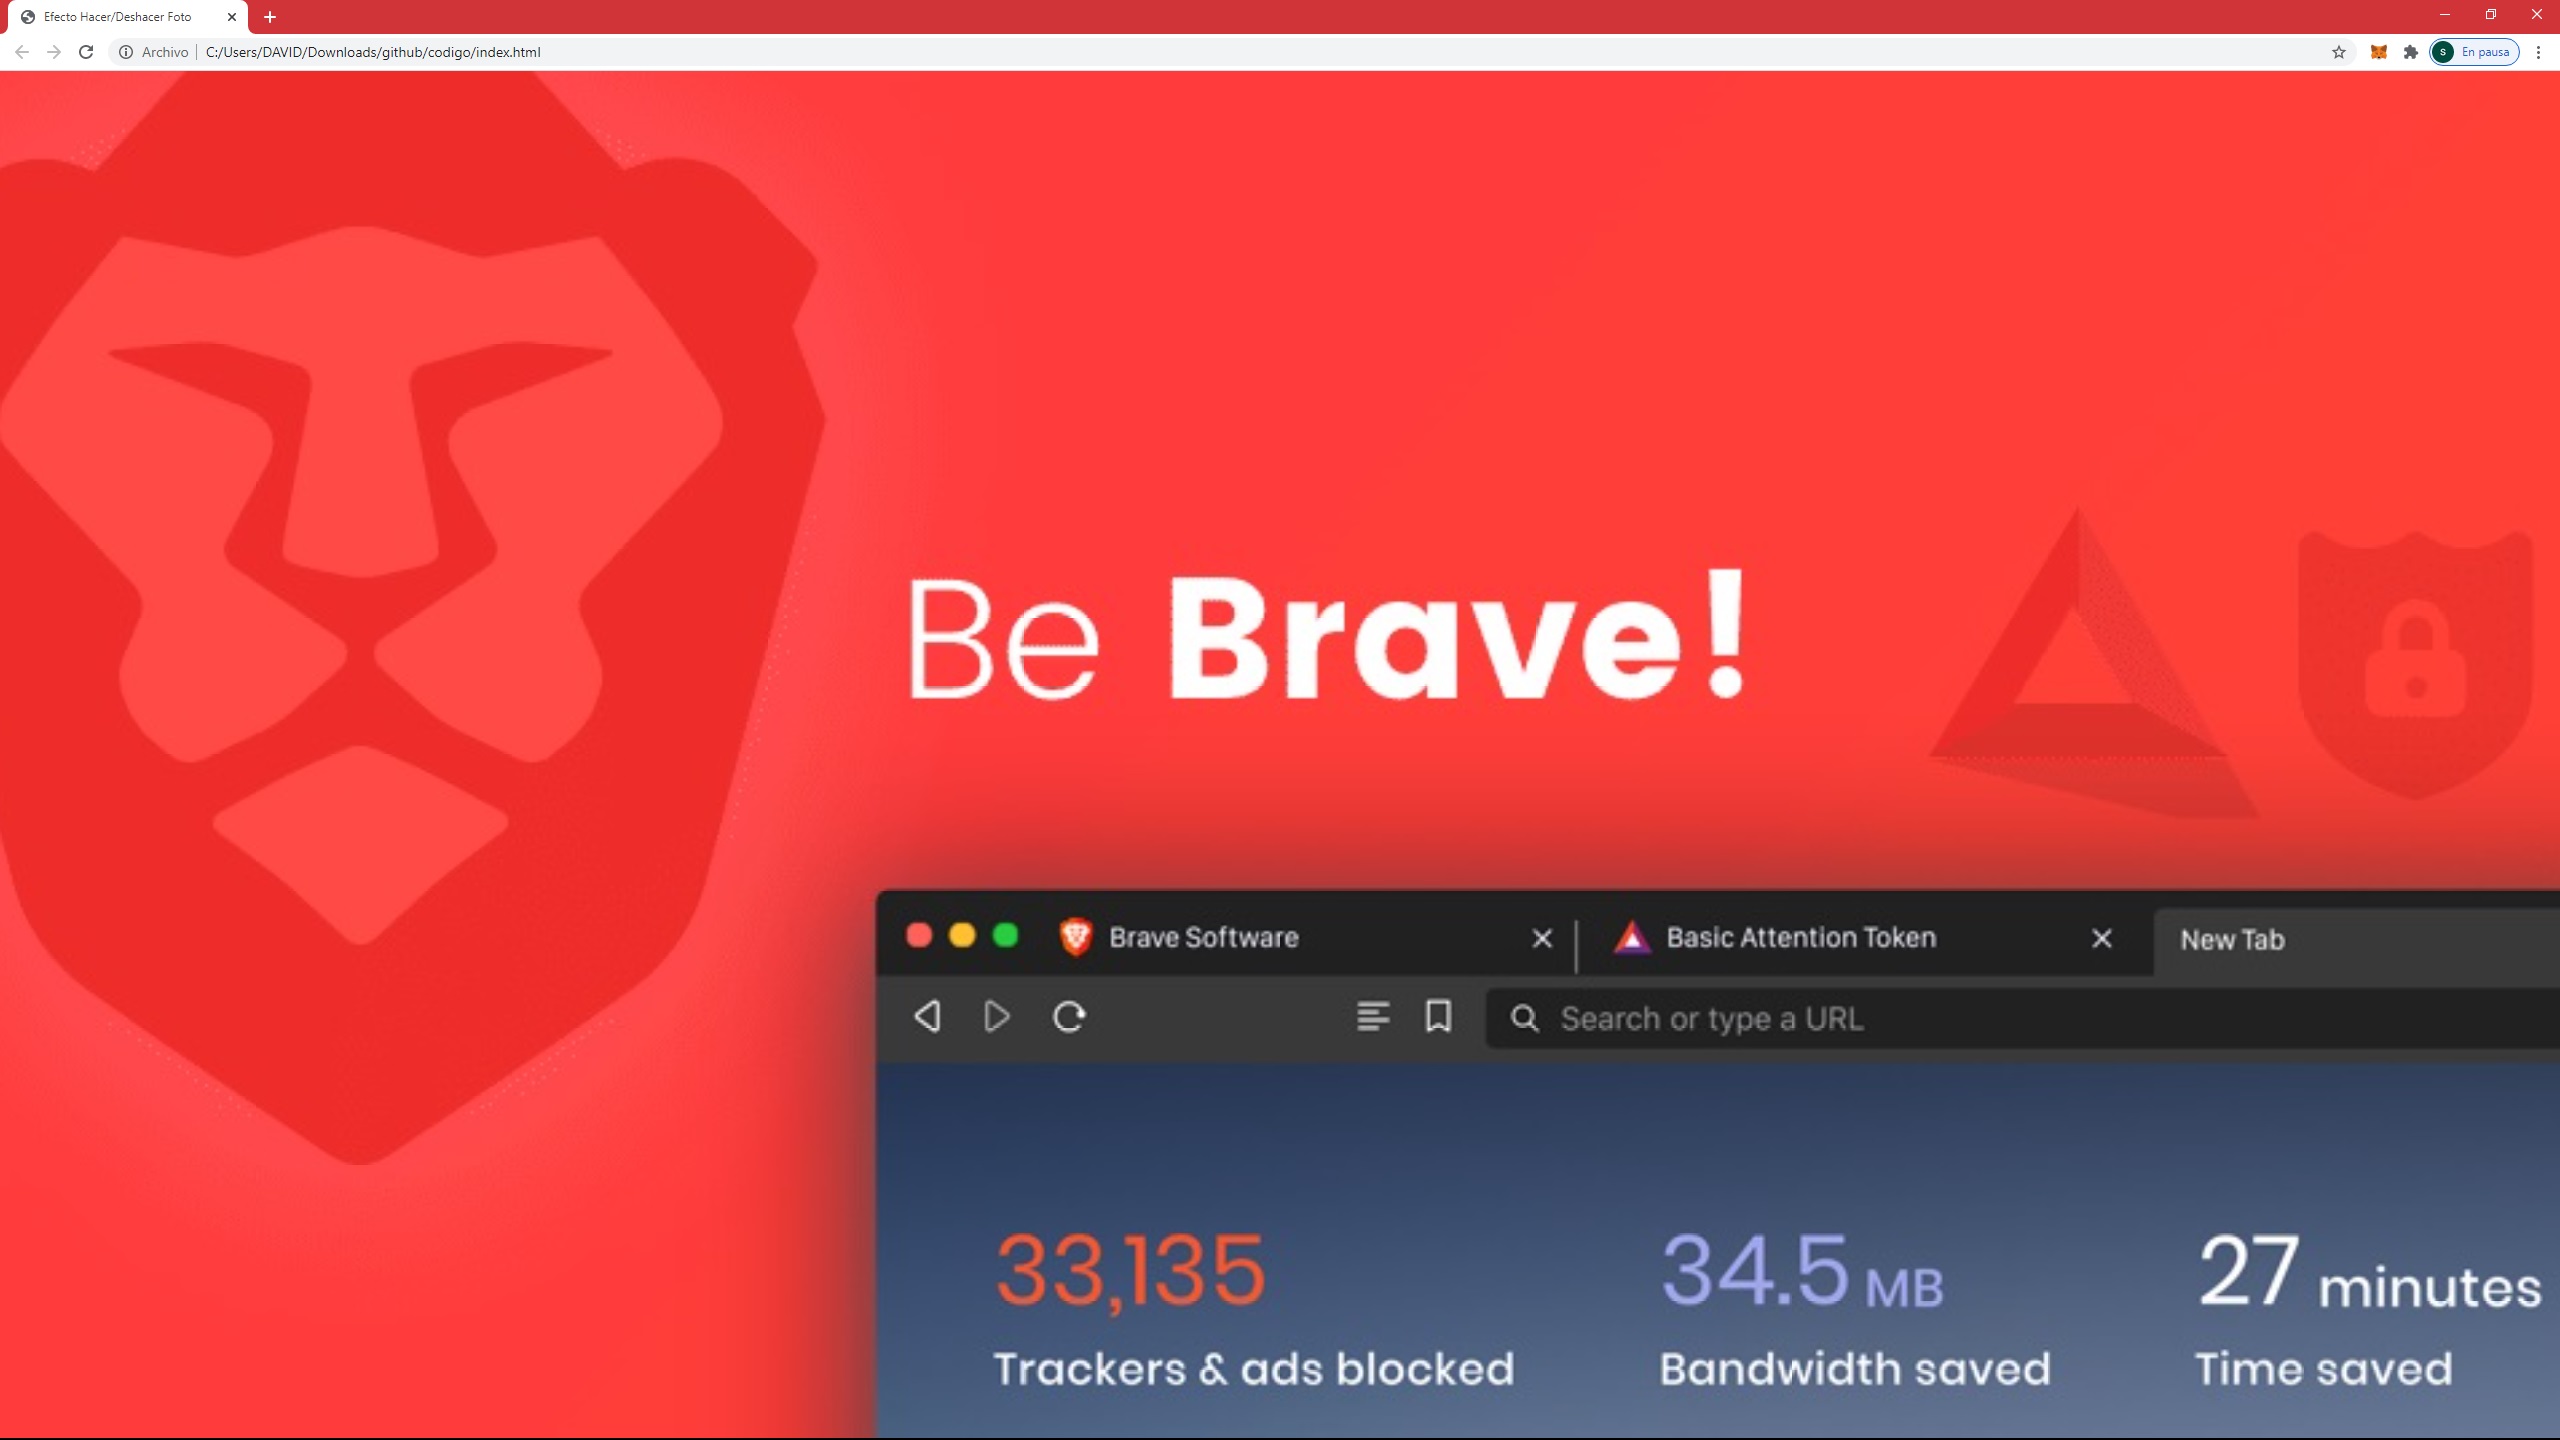 Efecto Hacer/Deshacer Foto
Archivo C:/Users/DAVID/Downloads/github/codigo/index.html
S En pausa
Be Brave!
Brave Software
Basic Attention Token
New Tab
Search or type a URL
33,135
34.5 MB
27 minutes
Trackers & ads blocked
Bandwidth saved
Time saved